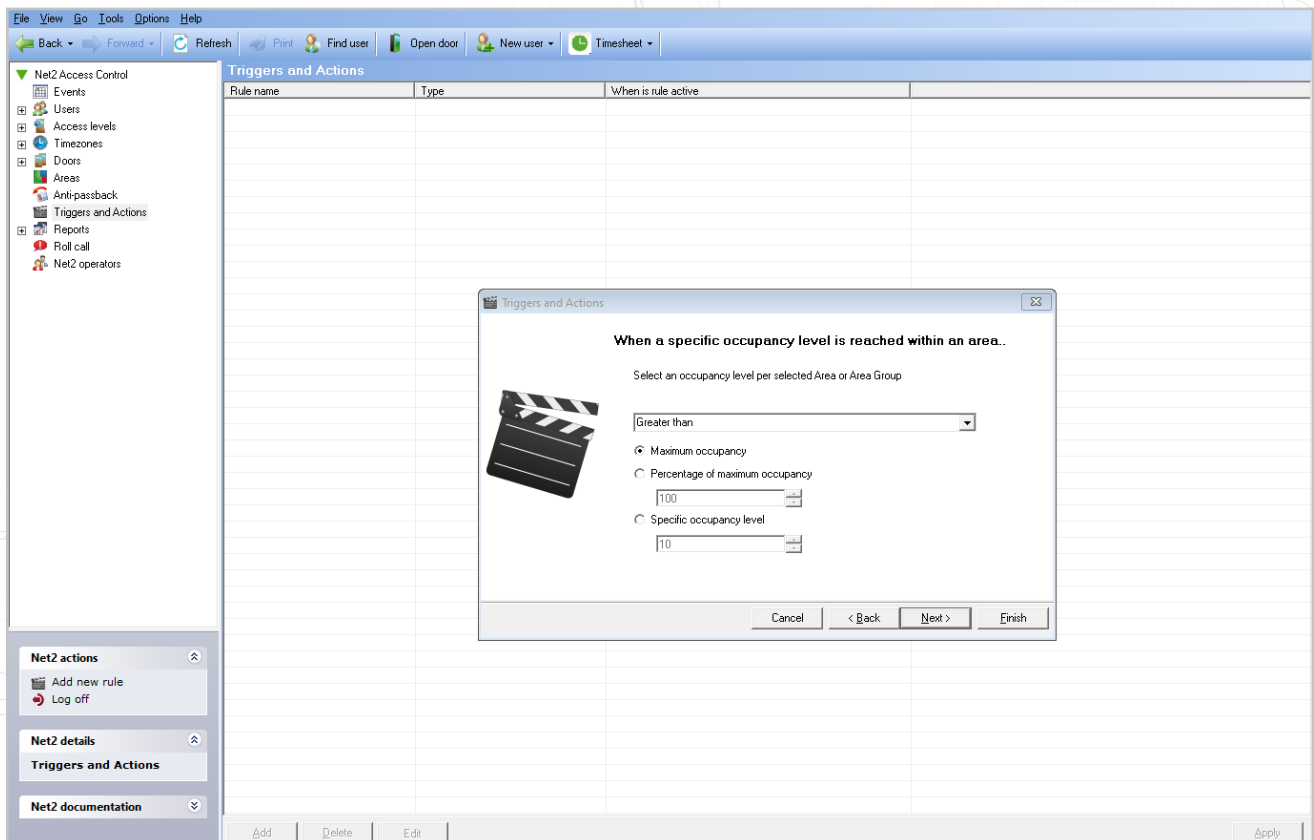 File View Go Tools Options Help
Back Forward Refresh Print Find user Open door New user Timesheet
Net2 Access Control
Events
Users
Access levels
Timezones
Doors
Areas
Anti-passback
Triggers and Actions
Reports
Roll call
Net2 operators
Triggers and Actions
Rule name Type When is rule active
Triggers and Actions
When a specific occupancy level is reached within an area..
Select an occupancy level per selected Area or Area Group
Greater than
Maximum occupancy
Percentage of maximum occupancy
100
Specific occupancy level
10
Cancel < Back Next > Finish
Net2 actions
Add new rule
Log off
Net2 details
Triggers and Actions
Net2 documentation
Add Delete Edit Apply